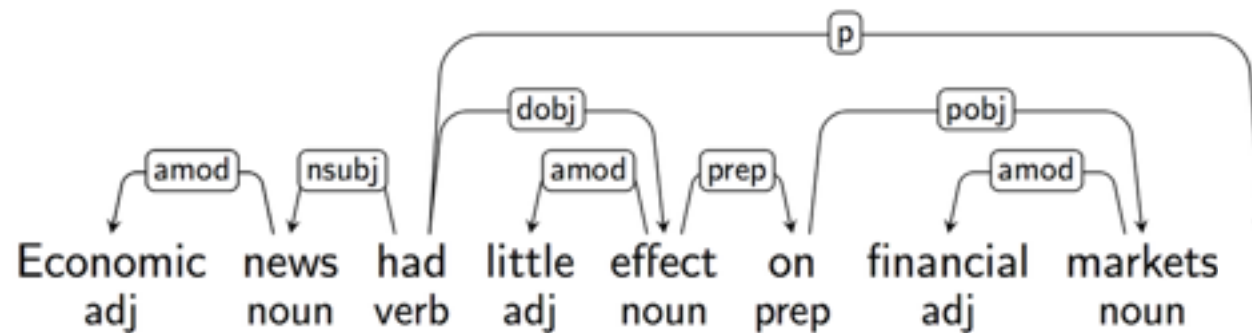 p
dobj pobj
amod nsubj amod prep amod
Economic news had little effect on financial markets
adj noun verb adj noun prep adj noun